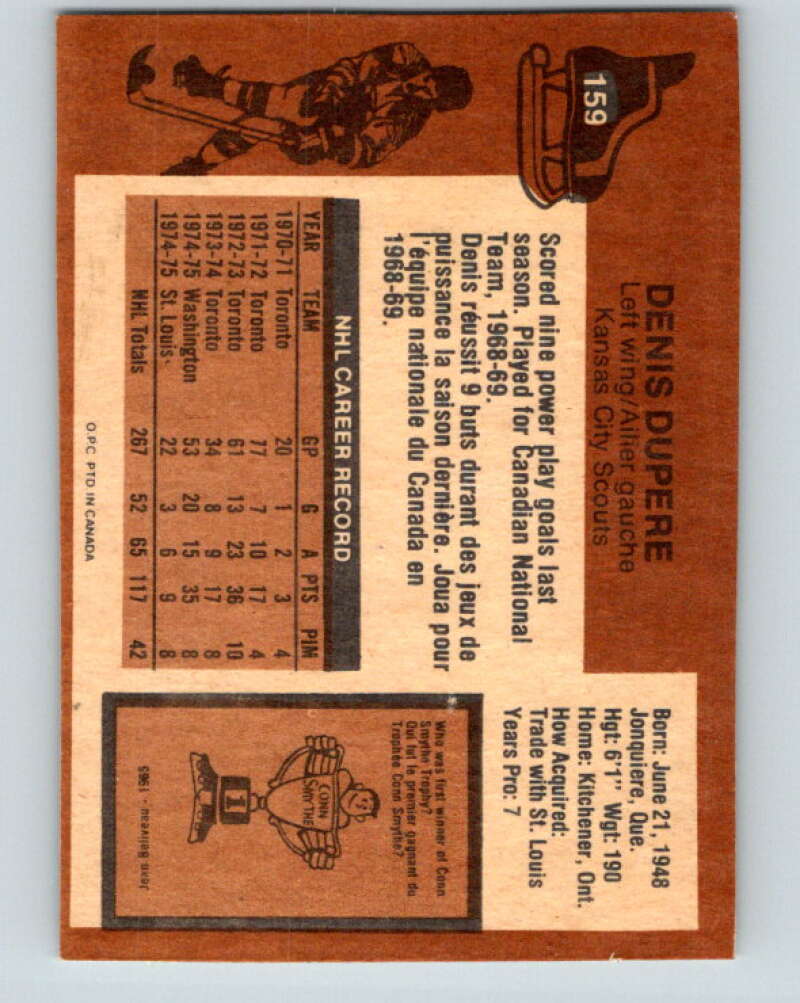 159
DENIS DUPERE
Left wing/Ailier gauche
Kansas City Scouts
Born: June 21, 1948
Jonquiere, Que.
Hgt: 6'1" Wgt: 190
Home: Kitchener, Ont.
How Acquired:
Trade with St. Louis
Years Pro: 7
Scored nine power play goals last
season. Played for Canadian National
Team, 1968-69.
Denis réussit 9 buts durant des jeux de
puissance la saison dernière. Joua pour
l'équipe nationale du Canada en
1968-69.
NHL CAREER RECORD
YEAR TEAM GP G A PTS PIM
1970-71 Toronto 20 1 2 3 4
1971-72 Toronto 77 7 10 17 4
1972-73 Toronto 61 13 23 36 10
1973-74 Toronto 34 8 9 17 8
1974-75 Washington 53 20 15 35 8
1974-75 St. Louis 22 3 6 9 8
NHL Totals 267 52 65 117 42
Who was first winner of Conn
Smythe Trophy?
Qui fut le premier gagnant du
Trophée Conn Smythe?
CONN
SMYTHE
1
Jean Béliveau - 1965
O.P.C. PTD IN CANADA